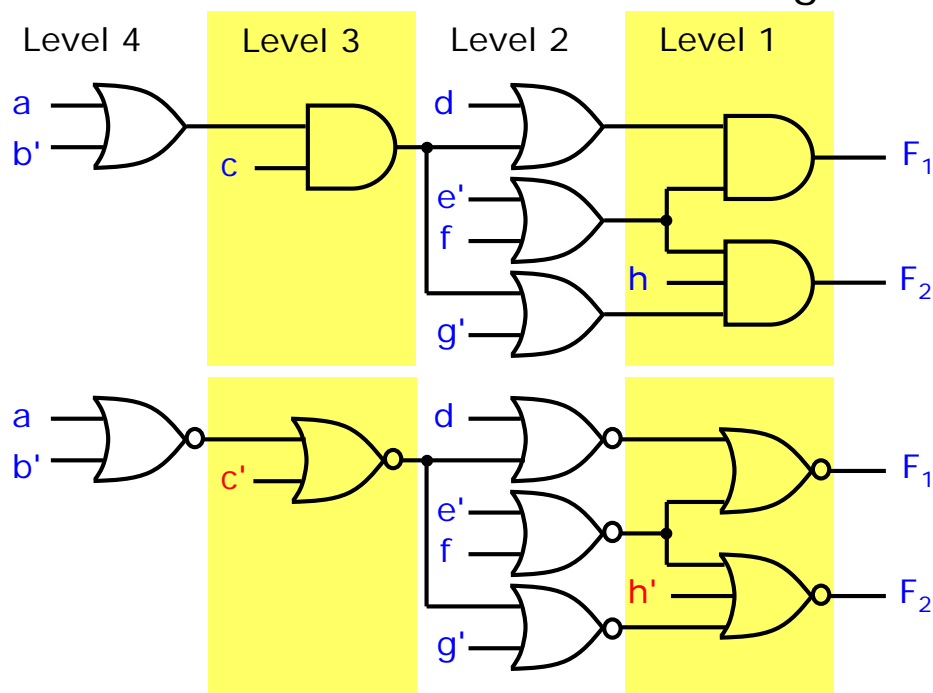 Level 4 Level 3 Level 2 Level 1
a
b'
c
d
e'
f
g'
h
F₁
F₂
a
b'
c'
d
e'
f
g'
h'
F₁
F₂